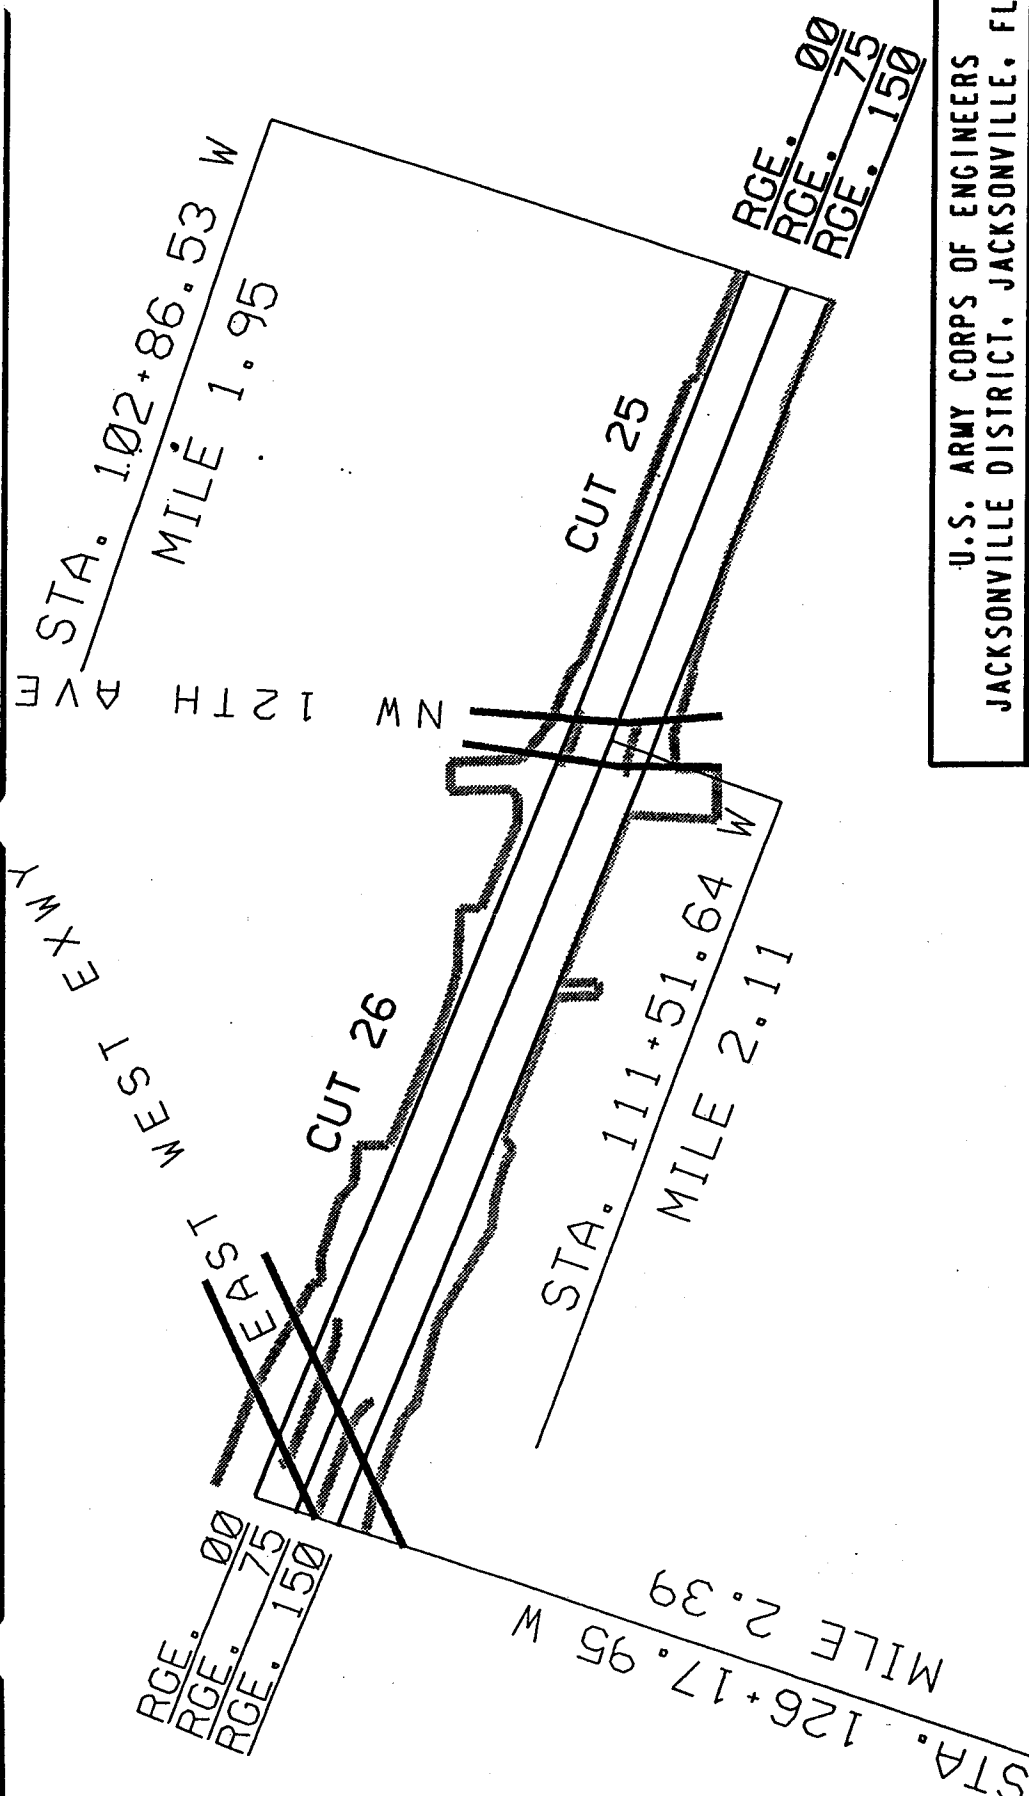 STA. 102+86.53 W
MILE 1.95
RGE. 00
RGE. 75
RGE. 150
NW 12TH AVE
CUT 25
EAST WEST EXWY
CUT 26
STA. 111+51.64 W
MILE 2.11
RGE. 00
RGE. 75
RGE. 150
STA. 126+17.95 W
MILE 2.39
U.S. ARMY CORPS OF ENGINEERS
JACKSONVILLE DISTRICT, JACKSONVILLE, FL